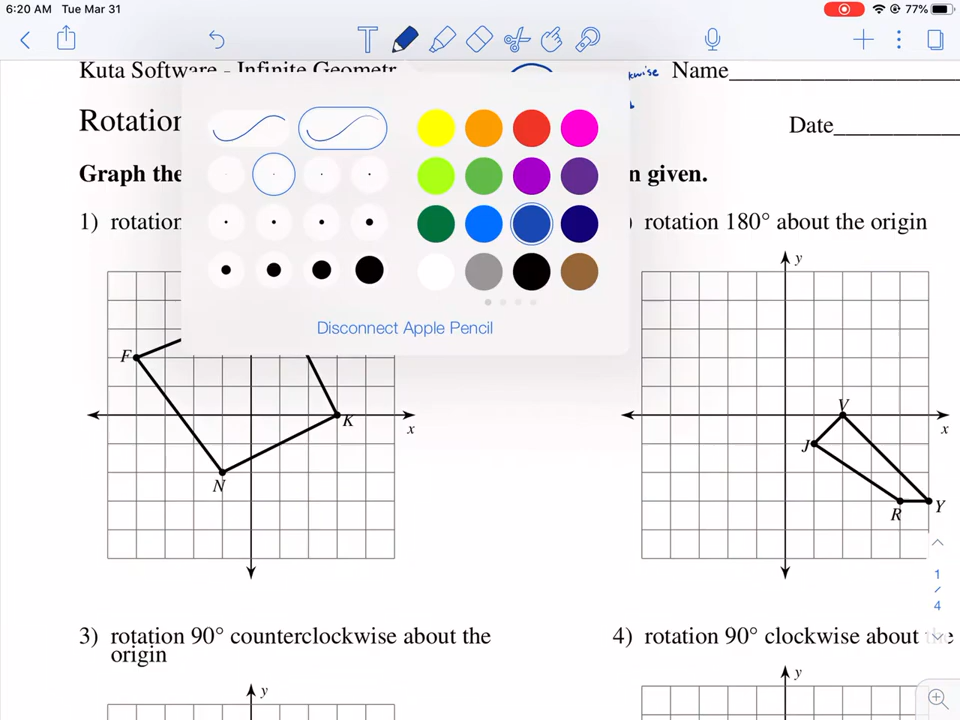 6:20 AM Tue Mar 31
77%
T
Kuta Software - Infinite Geometr
kwise
Name
Rotation
Date
Graph the
n given.
1) rotation
rotation 180° about the origin
Disconnect Apple Pencil
y
F
K
x
N
y
V
x
J
R
Y
1
/
4
3) rotation 90° counterclockwise about the
origin
4) rotation 90° clockwise about the
y
y